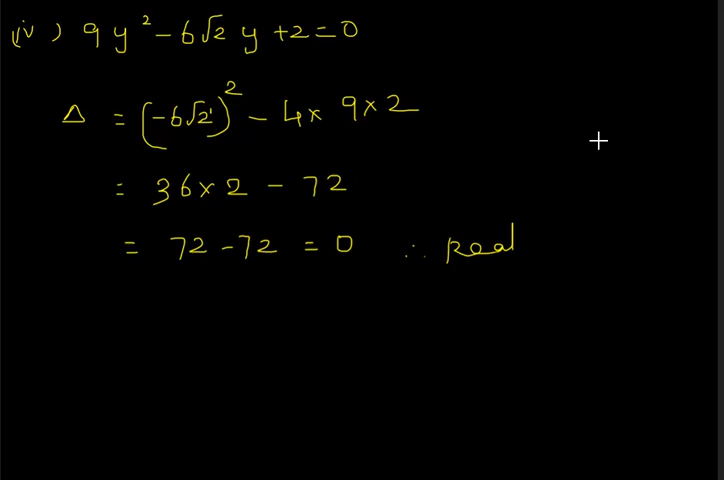 (iv) 9y² - 6√2 y + 2 = 0
Δ = (-6√2)² - 4 × 9 × 2
= 36 × 2 - 72
= 72 - 72 = 0 ∴ Real